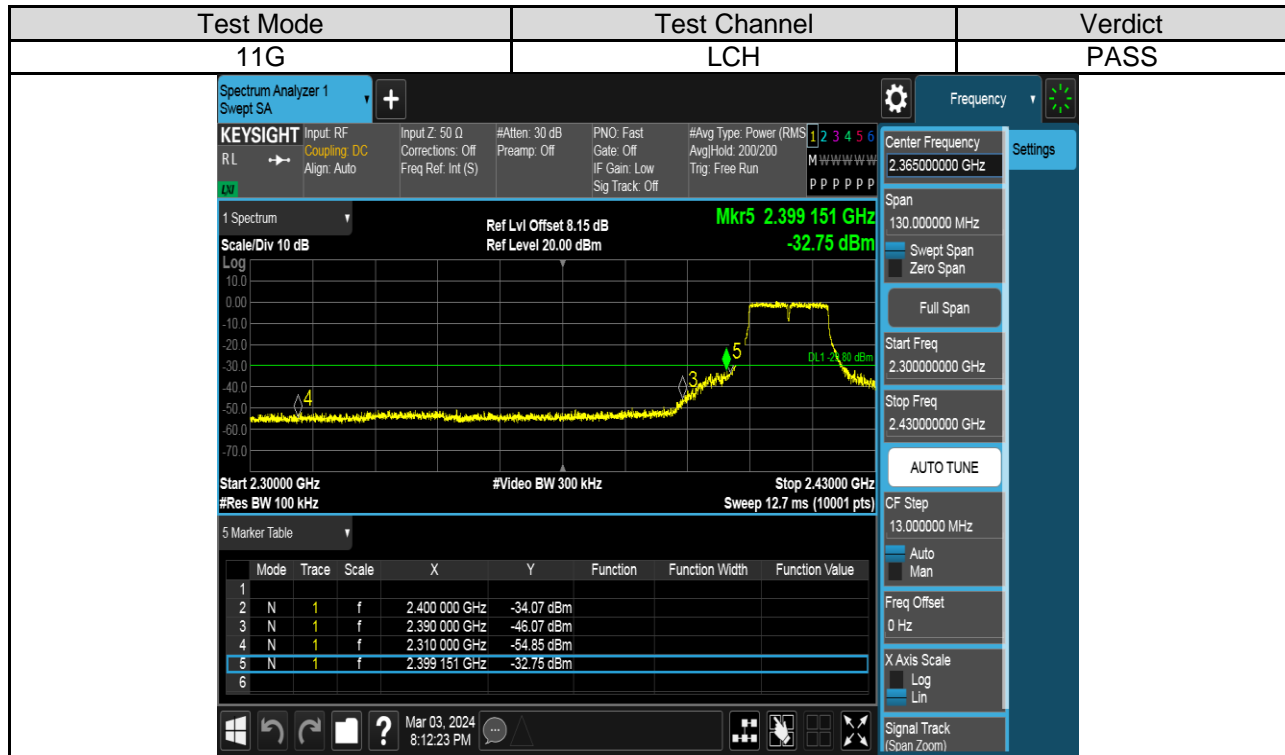 Test Mode Test Channel Verdict
11G LCH PASS
Spectrum Analyzer 1
Swept SA
+
Frequency
KEYSIGHT Input: RF Input Z: 50 Ω #Atten: 30 dB PNO: Fast #Avg Type: Power (RMS 1 2 3 4 5 6
RL Coupling: DC Corrections: Off Preamp: Off Gate: Off Avg|Hold: 200/200 M W W W W W
Align: Auto Freq Ref: Int (S) IF Gain: Low Trig: Free Run
LXI Sig Track: Off P P P P P P
Center Frequency
2.365000000 GHz
Settings
Span
130.000000 MHz
Swept Span
Zero Span
Full Span
Start Freq
2.300000000 GHz
Stop Freq
2.430000000 GHz
AUTO TUNE
CF Step
13.000000 MHz
Auto
Man
Freq Offset
0 Hz
X Axis Scale
Log
Lin
Signal Track
(Span Zoom)
1 Spectrum
Ref Lvl Offset 8.15 dB
Mkr5 2.399 151 GHz
Scale/Div 10 dB Ref Level 20.00 dBm -32.75 dBm
Log
10.0
0.00
-10.0
-20.0
-30.0
-40.0
-50.0
-60.0
-70.0
5
DL1 -29.80 dBm
3
4
Start 2.30000 GHz #Video BW 300 kHz Stop 2.43000 GHz
#Res BW 100 kHz Sweep 12.7 ms (10001 pts)
5 Marker Table
Mode Trace Scale X Y Function Function Width Function Value
1
2 N 1 f 2.400 000 GHz -34.07 dBm
3 N 1 f 2.390 000 GHz -46.07 dBm
4 N 1 f 2.310 000 GHz -54.85 dBm
5 N 1 f 2.399 151 GHz -32.75 dBm
6
? Mar 03, 2024
8:12:23 PM